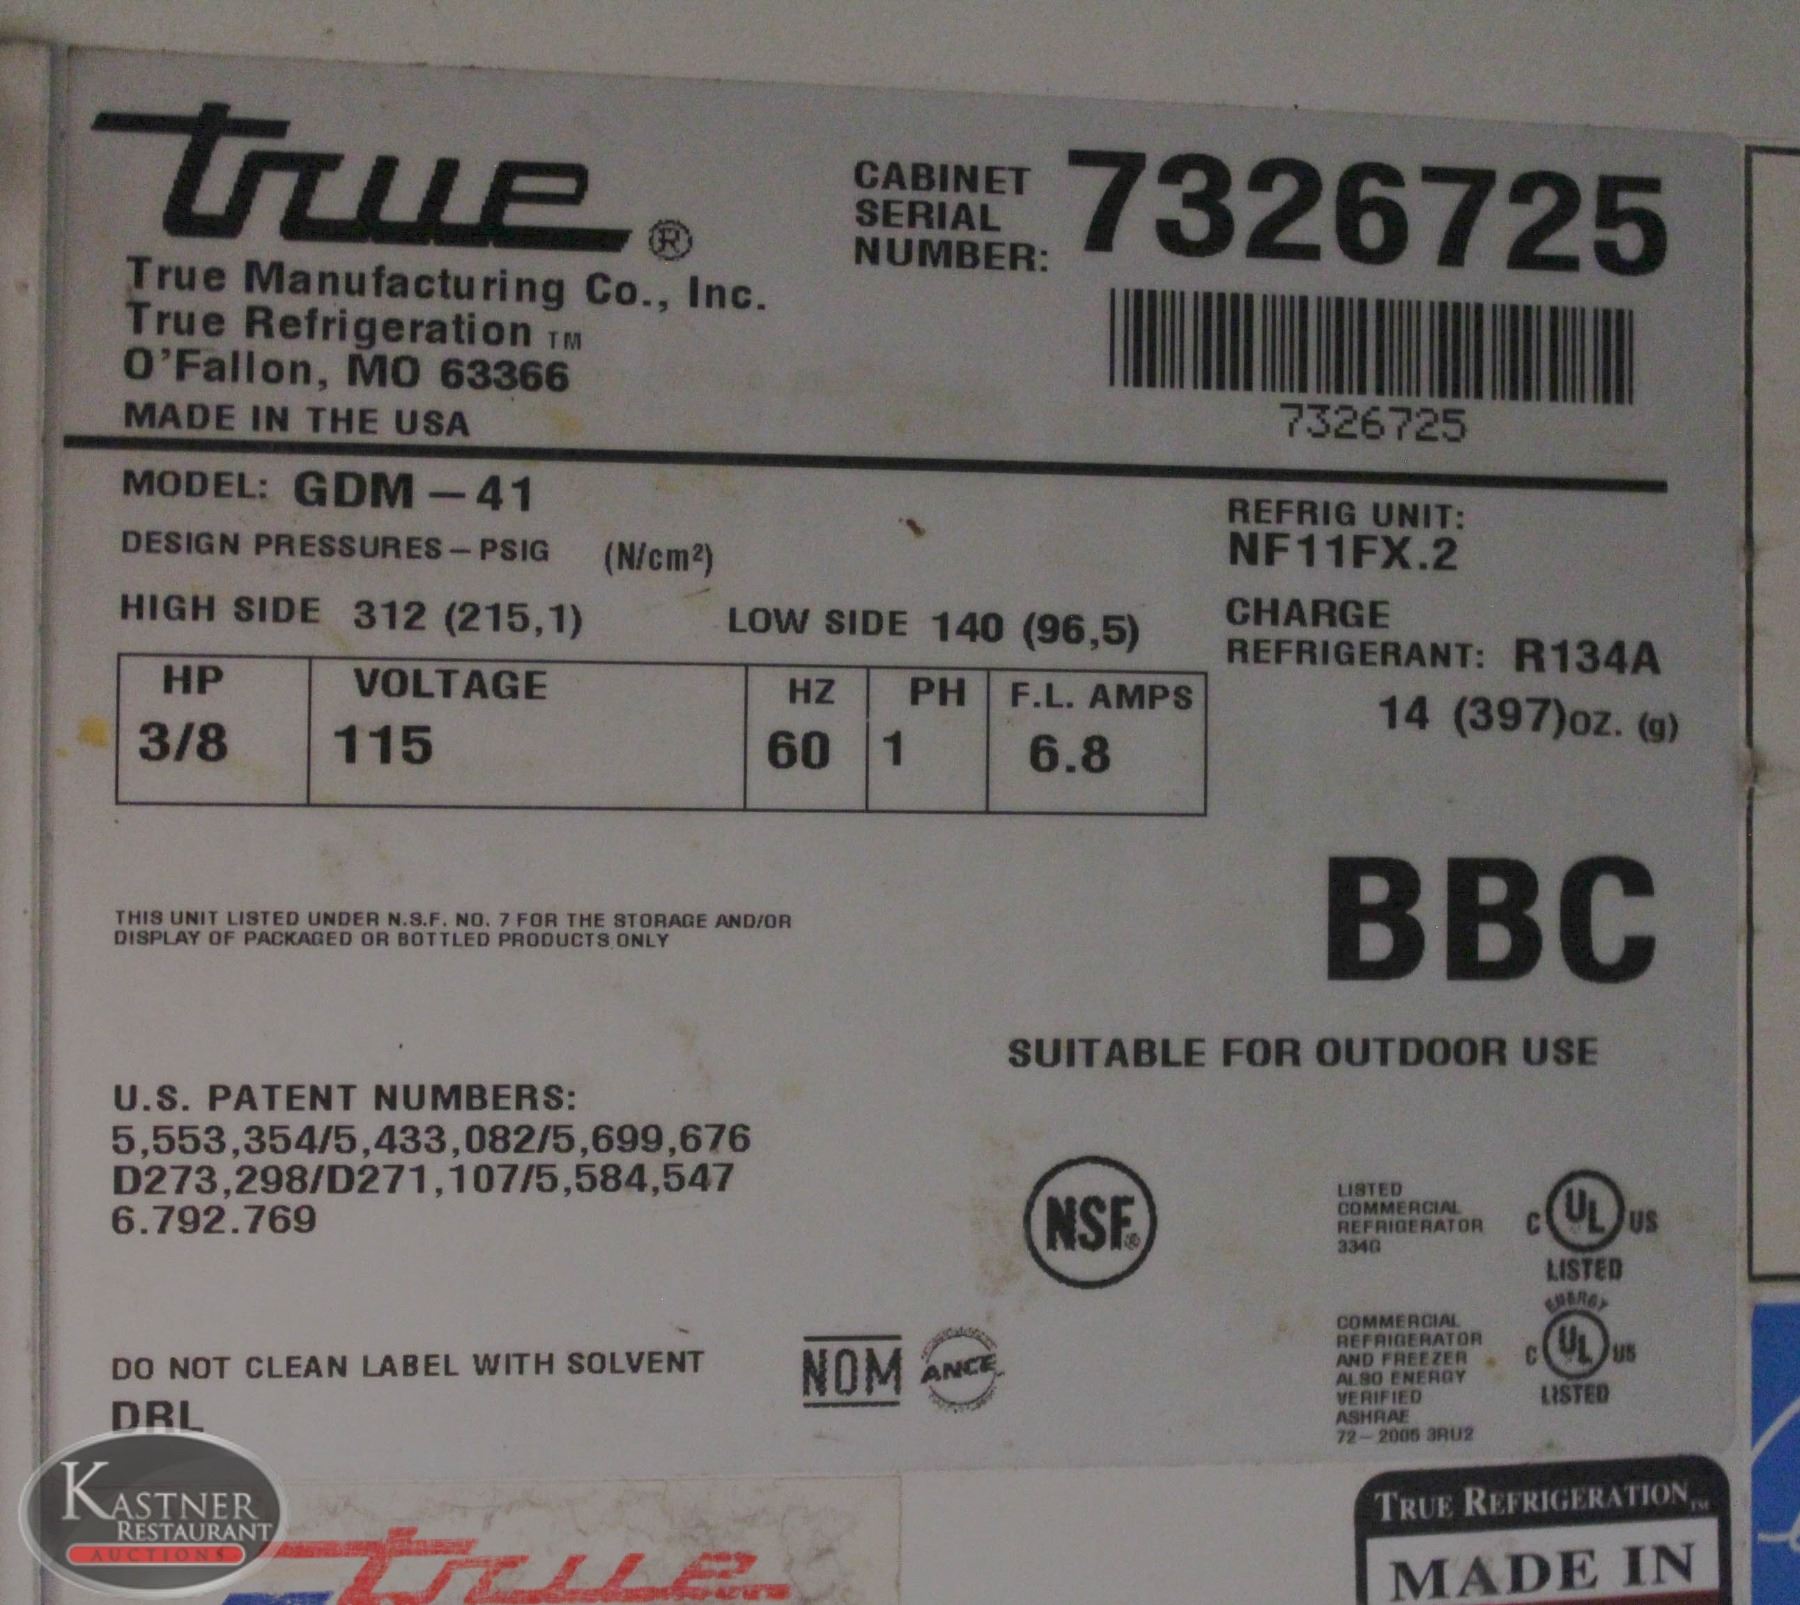 true ®
True Manufacturing Co., Inc.
True Refrigeration TM
O'Fallon, MO 63366
MADE IN THE USA
CABINET
SERIAL
NUMBER: 7326725
7326725
MODEL: GDM-41
DESIGN PRESSURES-PSIG (N/cm²)
HIGH SIDE 312 (215,1) LOW SIDE 140 (96,5)
REFRIG UNIT:
NF11FX.2
CHARGE
REFRIGERANT: R134A
14 (397)oz. (g)
HP VOLTAGE HZ PH F.L. AMPS
3/8 115 60 1 6.8
BBC
THIS UNIT LISTED UNDER N.S.F. NO. 7 FOR THE STORAGE AND/OR
DISPLAY OF PACKAGED OR BOTTLED PRODUCTS ONLY
SUITABLE FOR OUTDOOR USE
U.S. PATENT NUMBERS:
5,553,354/5,433,082/5,699,676
D273,298/D271,107/5,584,547
6.792.769
NSF®
LISTED
COMMERCIAL
REFRIGERATOR
334G
C UL US
LISTED
COMMERCIAL
REFRIGERATOR
AND FREEZER
ALSO ENERGY
VERIFIED
ASHRAE
72-2005 3RU2
ENERGY
C UL US
LISTED
DO NOT CLEAN LABEL WITH SOLVENT
DRL
NOM ANCE
KASTNER
RESTAURANT
AUCTIONS
true
TRUE REFRIGERATION TM
MADE IN